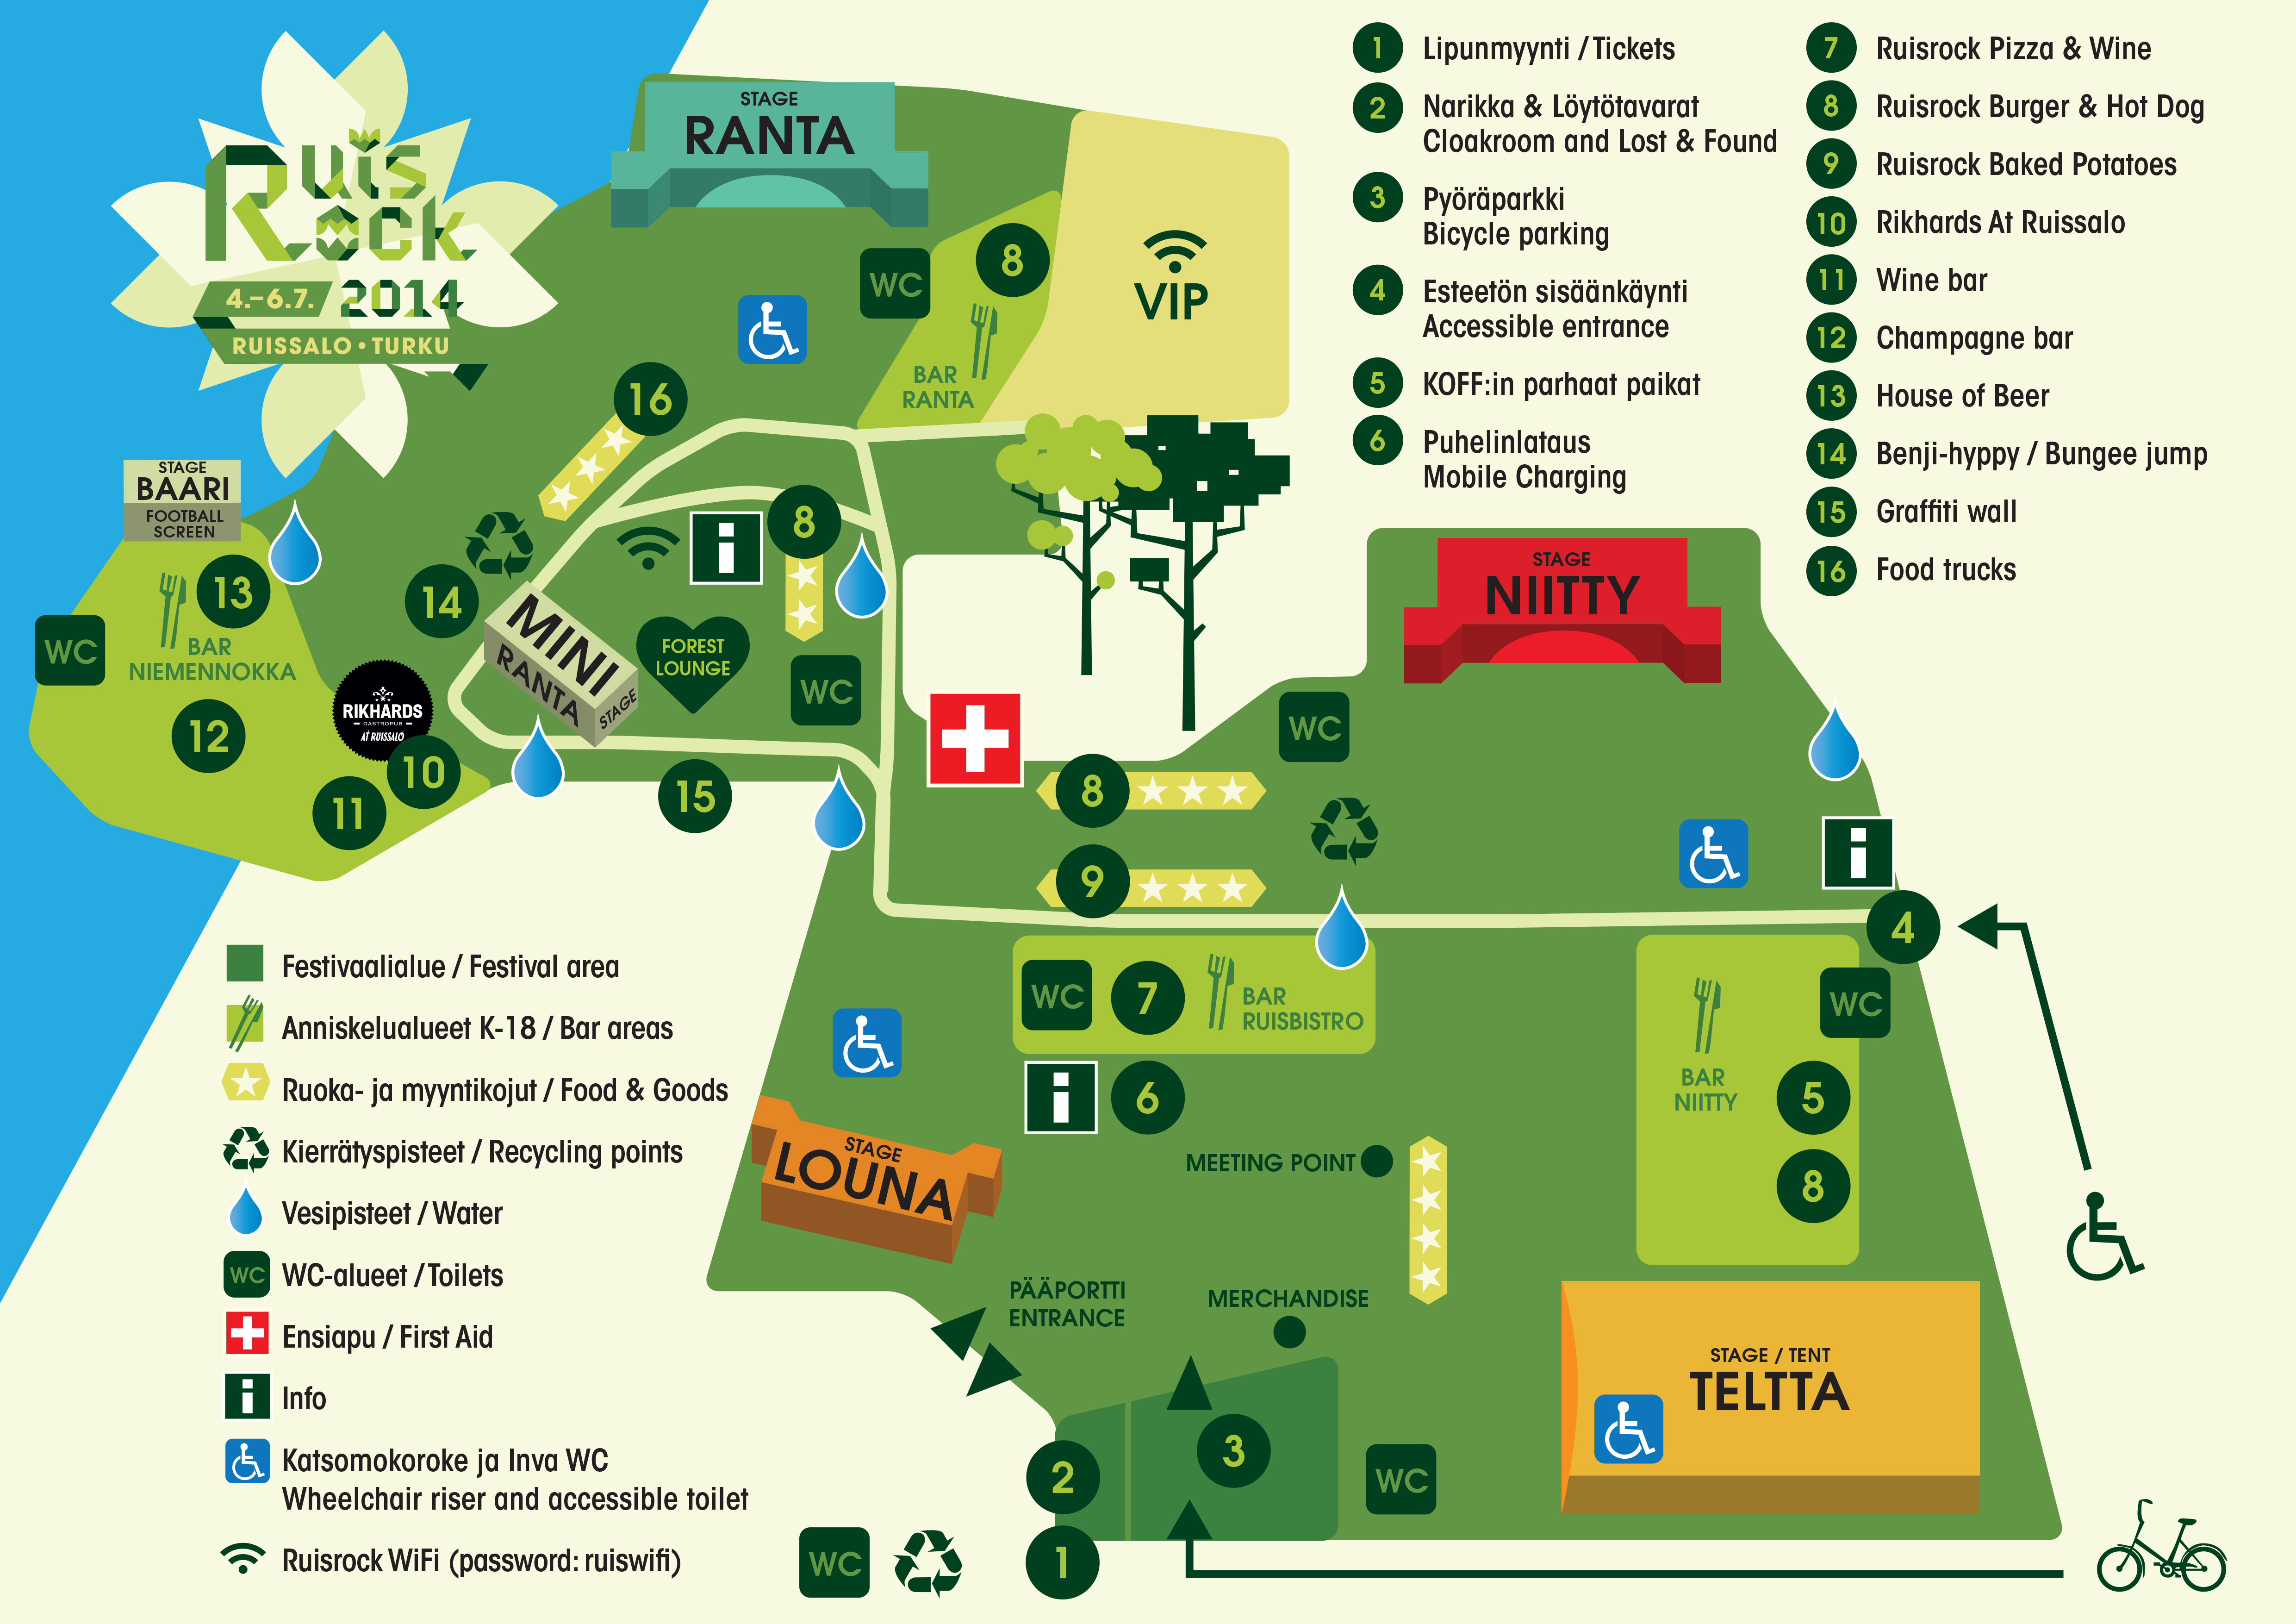 Ruis
Rock
4.–6.7. 2014
RUISSALO • TURKU
STAGE
RANTA
VIP
WC
8
BAR
RANTA
16
STAGE
BAARI
FOOTBALL
SCREEN
13
WC
BAR
NIEMENNOKKA
12
14
RIKHARDS
GASTROPUB
AT RUISSALO
10
11
MINI
RANTA
STAGE
i
8
FOREST
LOUNGE
WC
15
STAGE
NIITTY
WC
8
9
i
4
WC
7
BAR
RUISBISTRO
i
6
WC
BAR
NIITTY
5
8
STAGE
LOUNA
MEETING POINT
PÄÄPORTTI
ENTRANCE
MERCHANDISE
STAGE / TENT
TELTTA
2
3
WC
WC
1
1 Lipunmyynti / Tickets
2 Narikka & Löytötavarat
Cloakroom and Lost & Found
3 Pyöräparkki
Bicycle parking
4 Esteetön sisäänkäynti
Accessible entrance
5 KOFF:in parhaat paikat
6 Puhelinlataus
Mobile Charging
7 Ruisrock Pizza & Wine
8 Ruisrock Burger & Hot Dog
9 Ruisrock Baked Potatoes
10 Rikhards At Ruissalo
11 Wine bar
12 Champagne bar
13 House of Beer
14 Benji-hyppy / Bungee jump
15 Graffiti wall
16 Food trucks
Festivaalialue / Festival area
Anniskelualueet K-18 / Bar areas
Ruoka- ja myyntikojut / Food & Goods
Kierrätyspisteet / Recycling points
Vesipisteet / Water
WC WC-alueet / Toilets
Ensiapu / First Aid
i Info
Katsomokoroke ja Inva WC
Wheelchair riser and accessible toilet
Ruisrock WiFi (password: ruiswifi)